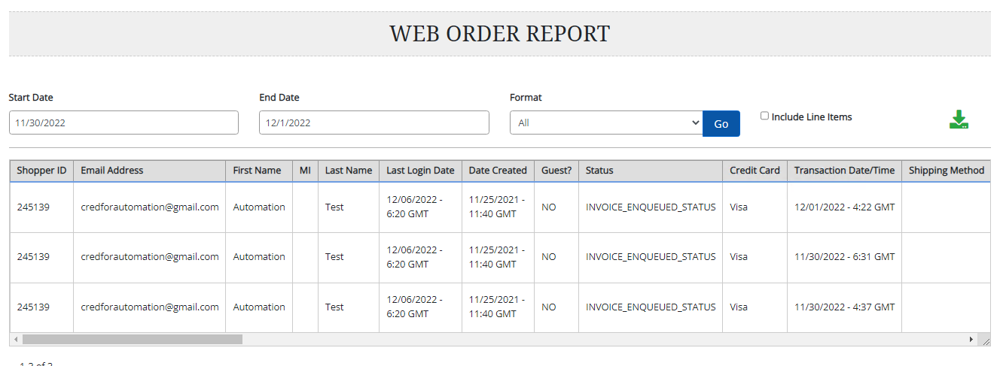 WEB ORDER REPORT
Start Date End Date Format
11/30/2022 12/1/2022 All Go Include Line Items
Shopper ID Email Address First Name MI Last Name Last Login Date Date Created Guest? Status Credit Card Transaction Date/Time Shipping Method
245139 credforautomation@gmail.com Automation Test 12/06/2022 - 6:20 GMT 11/25/2021 - 11:40 GMT NO INVOICE_ENQUEUED_STATUS Visa 12/01/2022 - 4:22 GMT
245139 credforautomation@gmail.com Automation Test 12/06/2022 - 6:20 GMT 11/25/2021 - 11:40 GMT NO INVOICE_ENQUEUED_STATUS Visa 11/30/2022 - 6:31 GMT
245139 credforautomation@gmail.com Automation Test 12/06/2022 - 6:20 GMT 11/25/2021 - 11:40 GMT NO INVOICE_ENQUEUED_STATUS Visa 11/30/2022 - 4:37 GMT